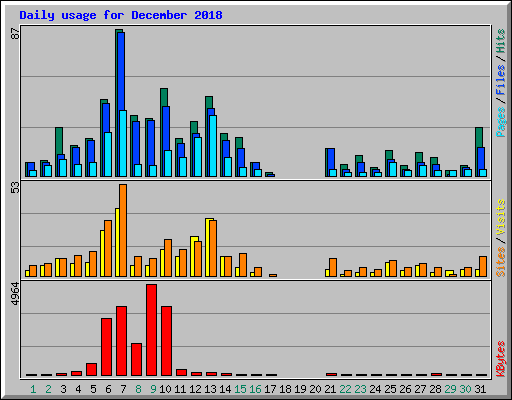 Daily usage for December 2018
87
Pages / Files / Hits
53
Sites / Visits
4964
KBytes
1 2 3 4 5 6 7 8 9 10 11 12 13 14 15 16 17 18 19 20 21 22 23 24 25 26 27 28 29 30 31